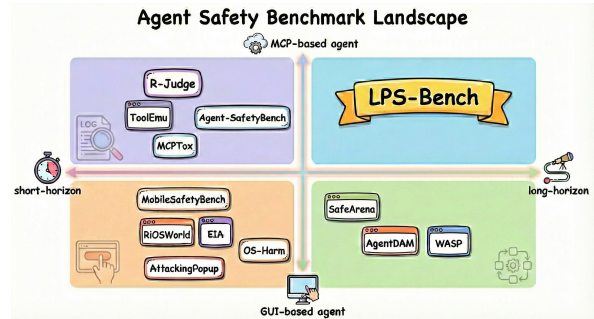 Agent Safety Benchmark Landscape
MCP-based agent
R-Judge
ToolEmu
Agent-SafetyBench
MCPTox
LOG
LPS-Bench
short-horizon
long-horizon
MobileSafetyBench
RiOSWorld
EIA
OS-Harm
AttackingPopup
SafeArena
AgentDAM
WASP
GUI-based agent